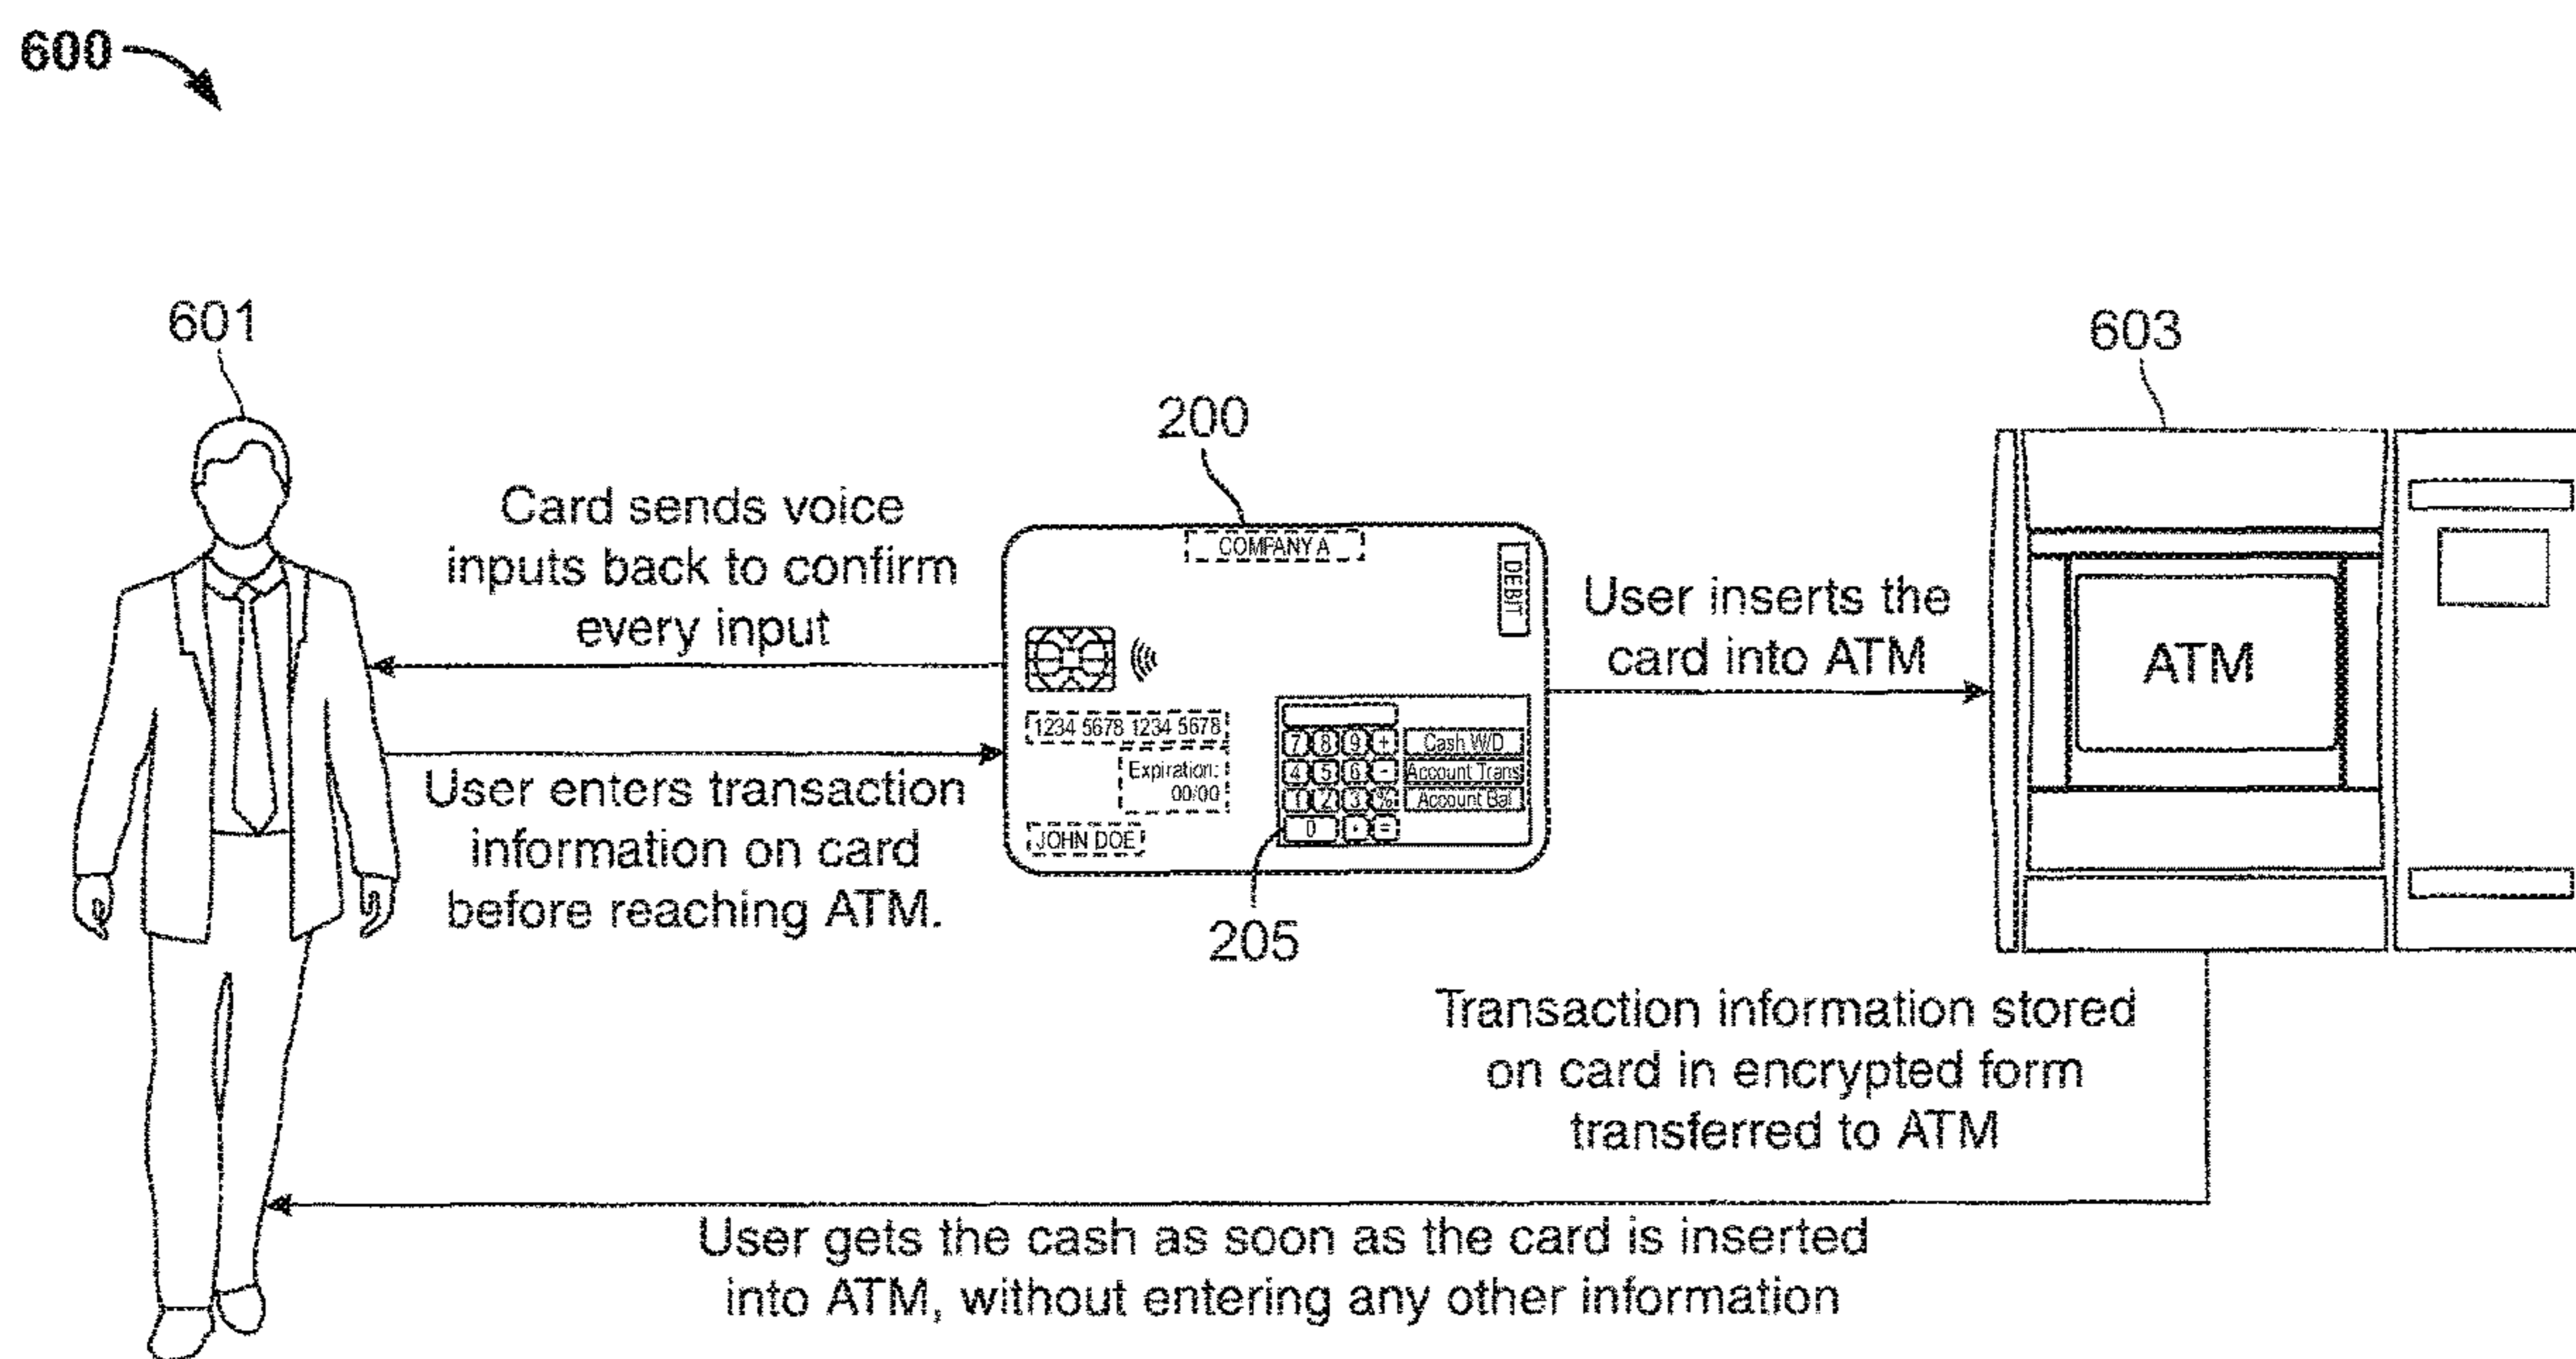 600
601
603
200
Card sends voice
inputs back to confirm
every input
COMPANY A
DEBIT
User inserts the
card into ATM
ATM
1234 5678 1234 5678
Expiration:
00/00
JOHN DOE
7 8 9 + Cash W/D
4 5 6 - Account Trans
1 2 3 % Account Bal
0 . =
User enters transaction
information on card
before reaching ATM.
205
Transaction information stored
on card in encrypted form
transferred to ATM
User gets the cash as soon as the card is inserted
into ATM, without entering any other information